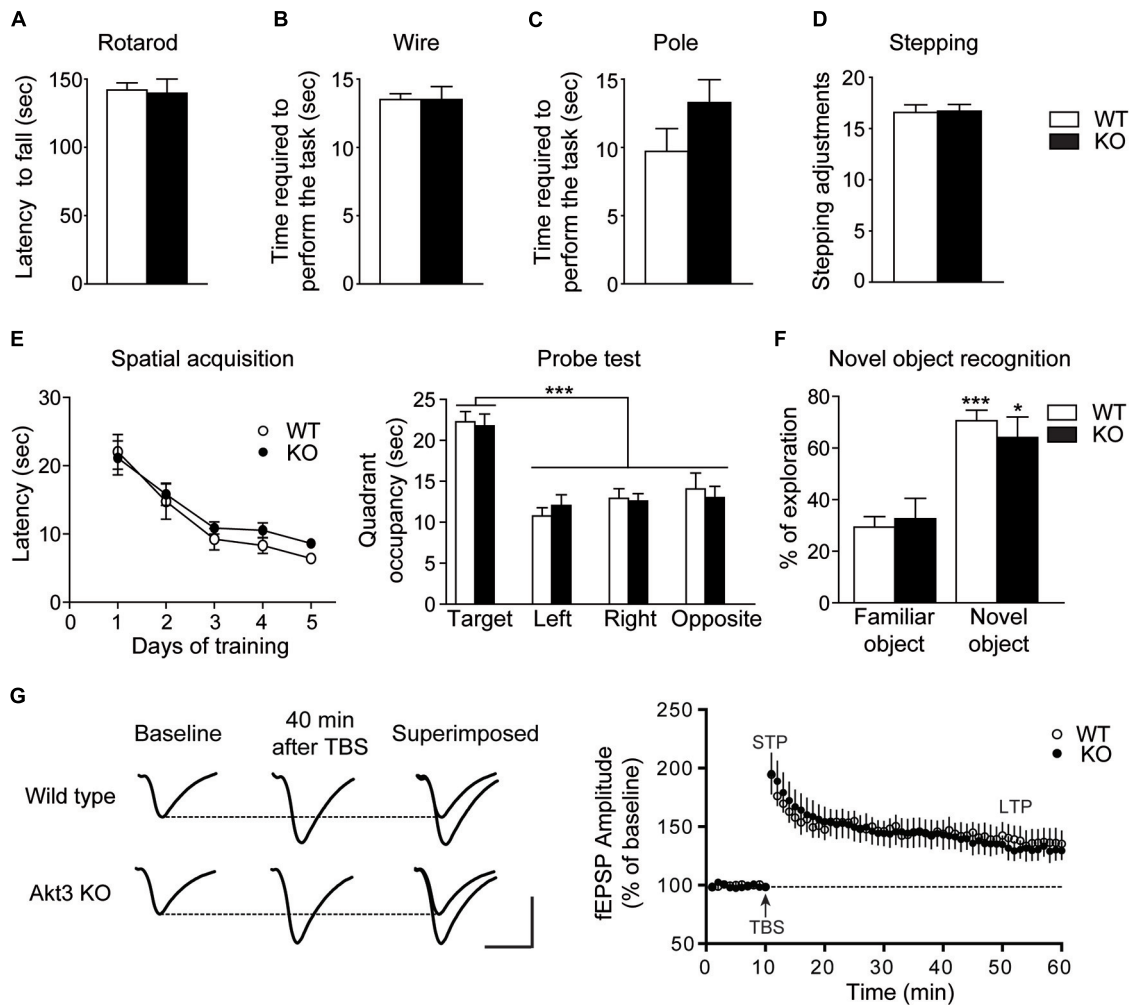 A
B
C
D
Rotarod
Wire
Pole
Stepping
Latency to fall (sec)
150
100
50
0
Time required to
perform the task (sec)
15
10
5
0
Time required to
perform the task (sec)
15
10
5
0
Stepping adjustments
20
15
10
5
0
WT
KO
E
Spatial acquisition
Latency (sec)
30
20
10
0
WT
KO
0 1 2 3 4 5
Days of training
Probe test
Quadrant
occupancy (sec)
25
20
15
10
5
0
***
Target Left Right Opposite
F
Novel object recognition
% of exploration
80
60
40
20
0
*** *
WT
KO
Familiar
object
Novel
object
G
Baseline
40 min
after TBS
Superimposed
Wild type
Akt3 KO
fEPSP Amplitude
(% of baseline)
250
200
150
100
50
STP
LTP
TBS
WT
KO
0 10 20 30 40 50 60
Time (min)